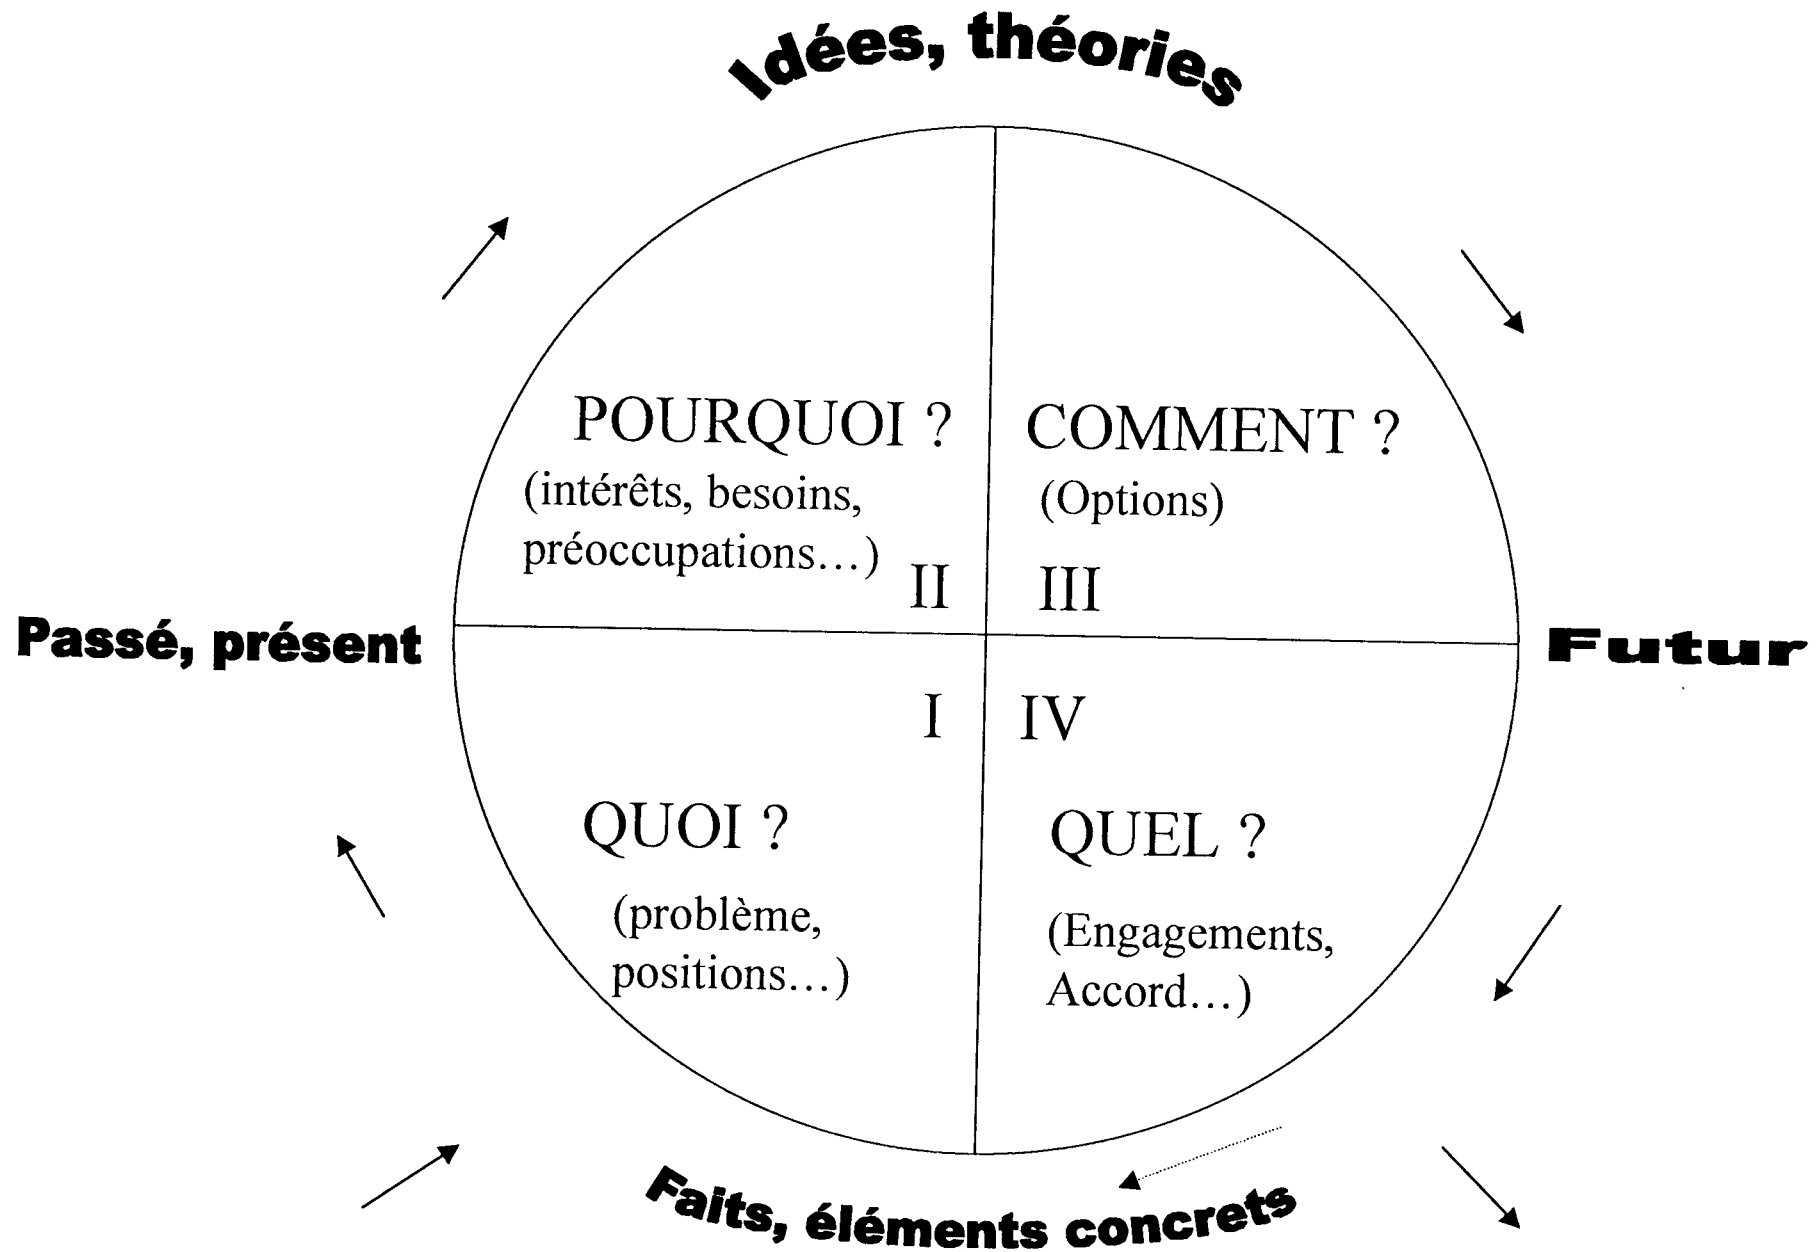 Idées, théories
POURQUOI ?
(intérêts, besoins,
préoccupations…)
II
COMMENT ?
(Options)
III
Passé, présent
Futur
I
QUOI ?
(problème,
positions…)
IV
QUEL ?
(Engagements,
Accord…)
Faits, éléments concrets